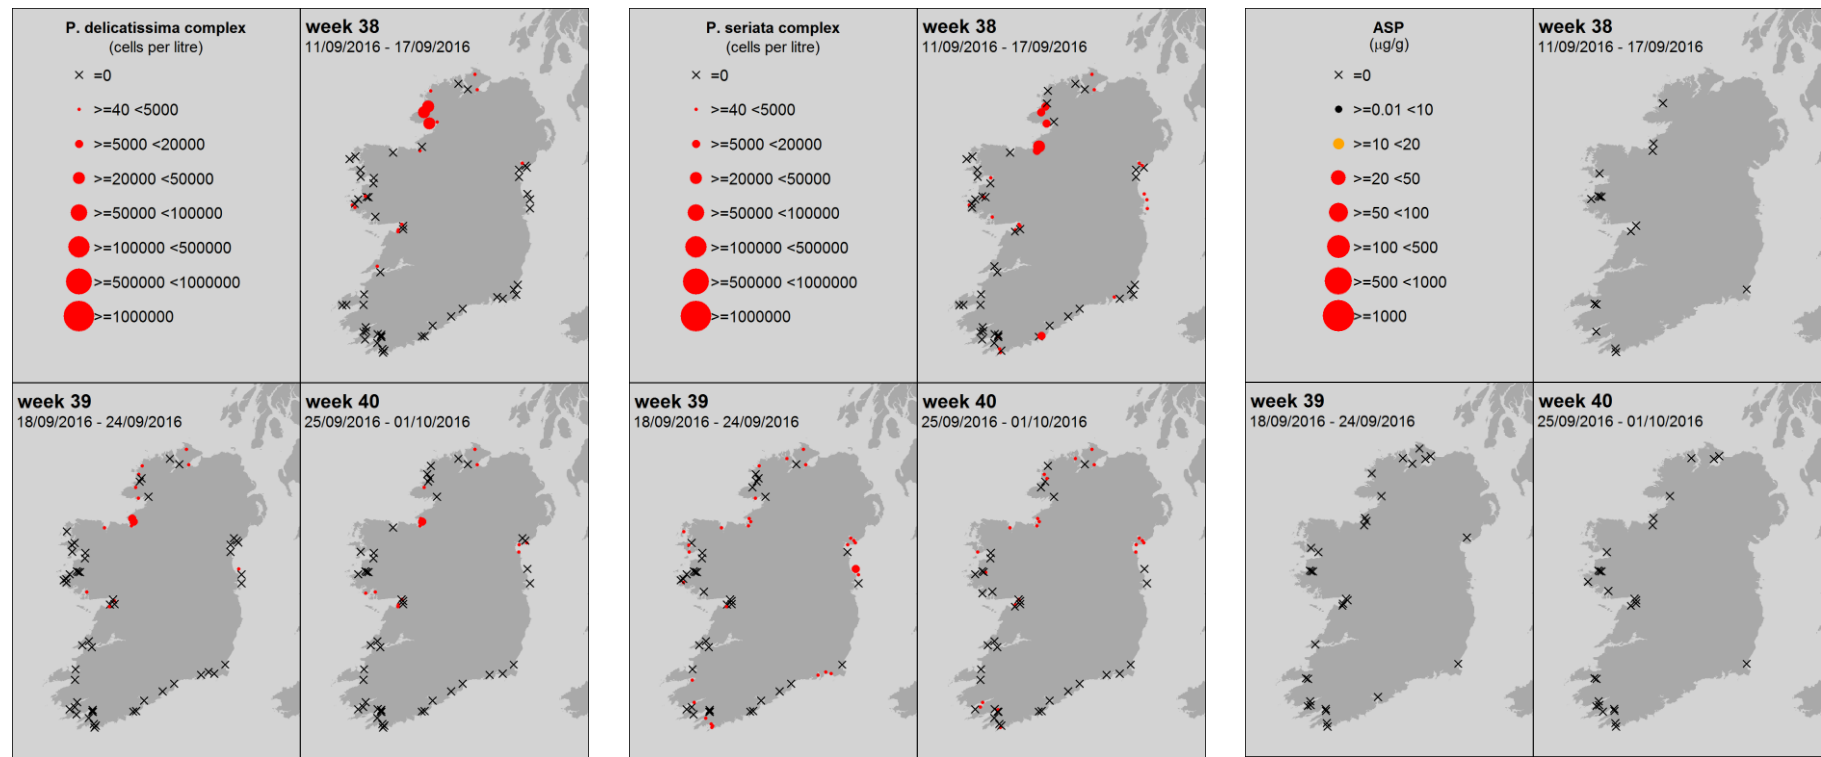 P. delicatissima complex
(cells per litre)
=0
>=40 <5000
>=5000 <20000
>=20000 <50000
>=50000 <100000
>=100000 <500000
>=500000 <1000000
>=1000000
week 38
11/09/2016 - 17/09/2016
week 39
18/09/2016 - 24/09/2016
week 40
25/09/2016 - 01/10/2016
P. seriata complex
(cells per litre)
=0
>=40 <5000
>=5000 <20000
>=20000 <50000
>=50000 <100000
>=100000 <500000
>=500000 <1000000
>=1000000
week 38
11/09/2016 - 17/09/2016
week 39
18/09/2016 - 24/09/2016
week 40
25/09/2016 - 01/10/2016
ASP
(µg/g)
=0
>=0.01 <10
>=10 <20
>=20 <50
>=50 <100
>=100 <500
>=500 <1000
>=1000
week 38
11/09/2016 - 17/09/2016
week 39
18/09/2016 - 24/09/2016
week 40
25/09/2016 - 01/10/2016